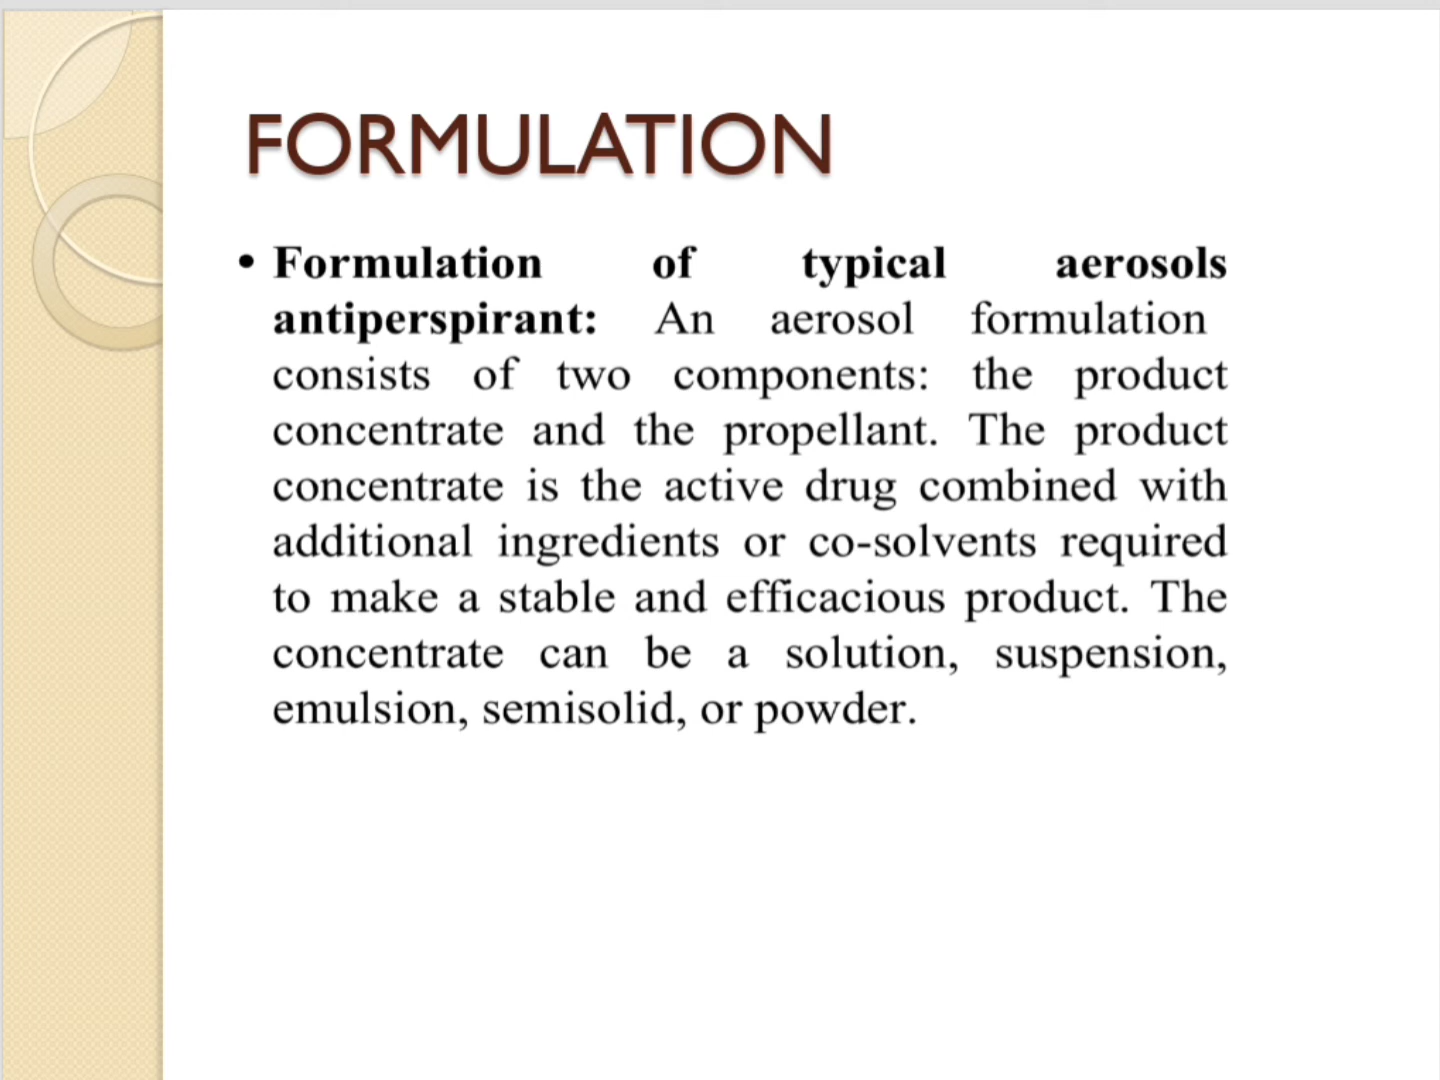 FORMULATION
• Formulation of typical aerosols
antiperspirant: An aerosol formulation
consists of two components: the product
concentrate and the propellant. The product
concentrate is the active drug combined with
additional ingredients or co-solvents required
to make a stable and efficacious product. The
concentrate can be a solution, suspension,
emulsion, semisolid, or powder.